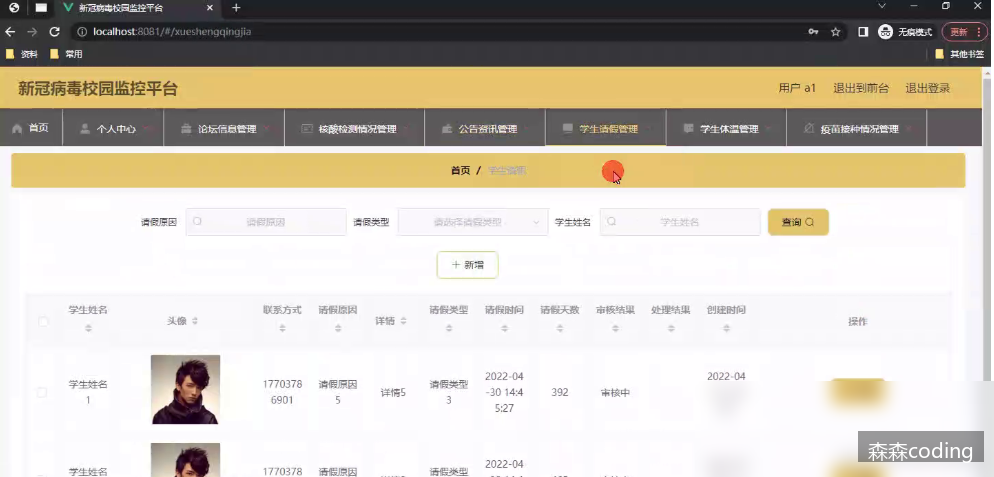 新冠病毒校园监控平台
localhost:8081/#/xueshengqingjia
无痕模式
更新
资料
常用
其他书签
新冠病毒校园监控平台
用户 a1
退出到前台
退出登录
首页
个人中心
论坛信息管理
核酸检测情况管理
公告资讯管理
学生请假管理
学生体温管理
疫苗接种情况管理
首页 / 学生请假
请假原因
请假原因
请假类型
请选择请假类型
学生姓名
学生姓名
查询
+ 新增
学生姓名
头像
联系方式
请假原因
详情
请假类型
请假时间
请假天数
审核结果
处理结果
创建时间
操作
学生姓名
1
1770378
6901
请假原因
5
详情5
请假类型
3
2022-04
-30 14:4
5:27
392
审核中
2022-04
学生姓名
1770378
请假原因
请假类型
2022-04
森森coding